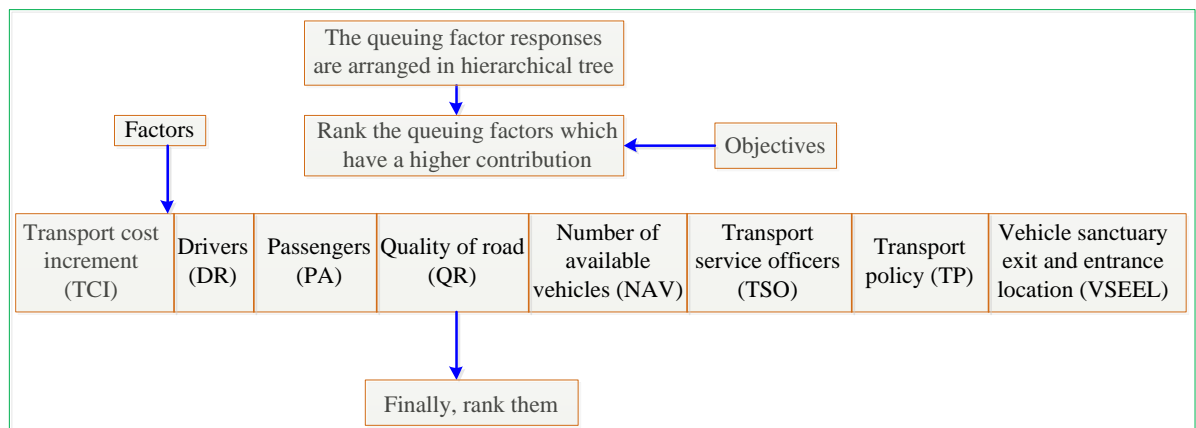 The queuing factor responses
are arranged in hierarchical tree
Factors
Rank the queuing factors which
have a higher contribution
Objectives
Transport cost
increment
(TCI)
Drivers
(DR)
Passengers
(PA)
Quality of road
(QR)
Number of
available
vehicles (NAV)
Transport
service officers
(TSO)
Transport
policy (TP)
Vehicle sanctuary
exit and entrance
location (VSEEL)
Finally, rank them